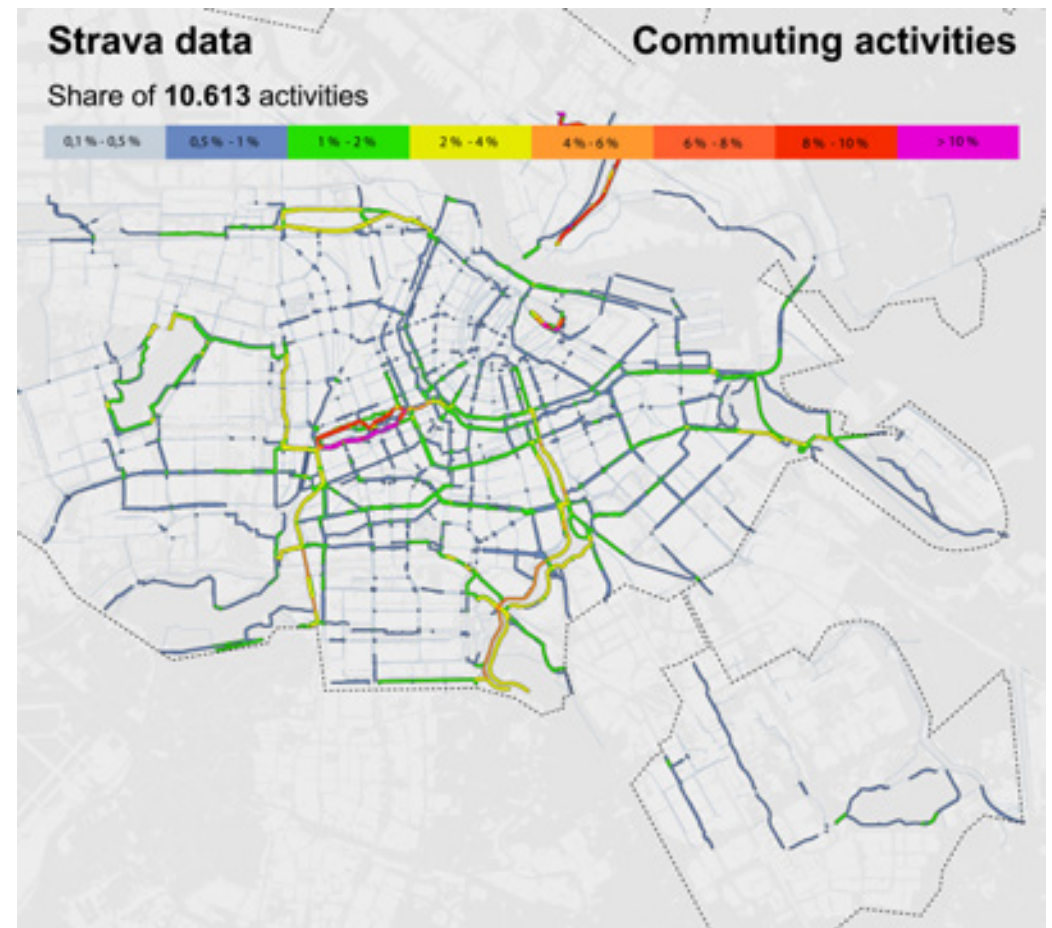 Strava data
Commuting activities
Share of 10.613 activities
0,1 % - 0,5 %
0,5 % - 1 %
1 % - 2 %
2 % - 4 %
4 % - 6 %
6 % - 8 %
8 % - 10 %
> 10 %